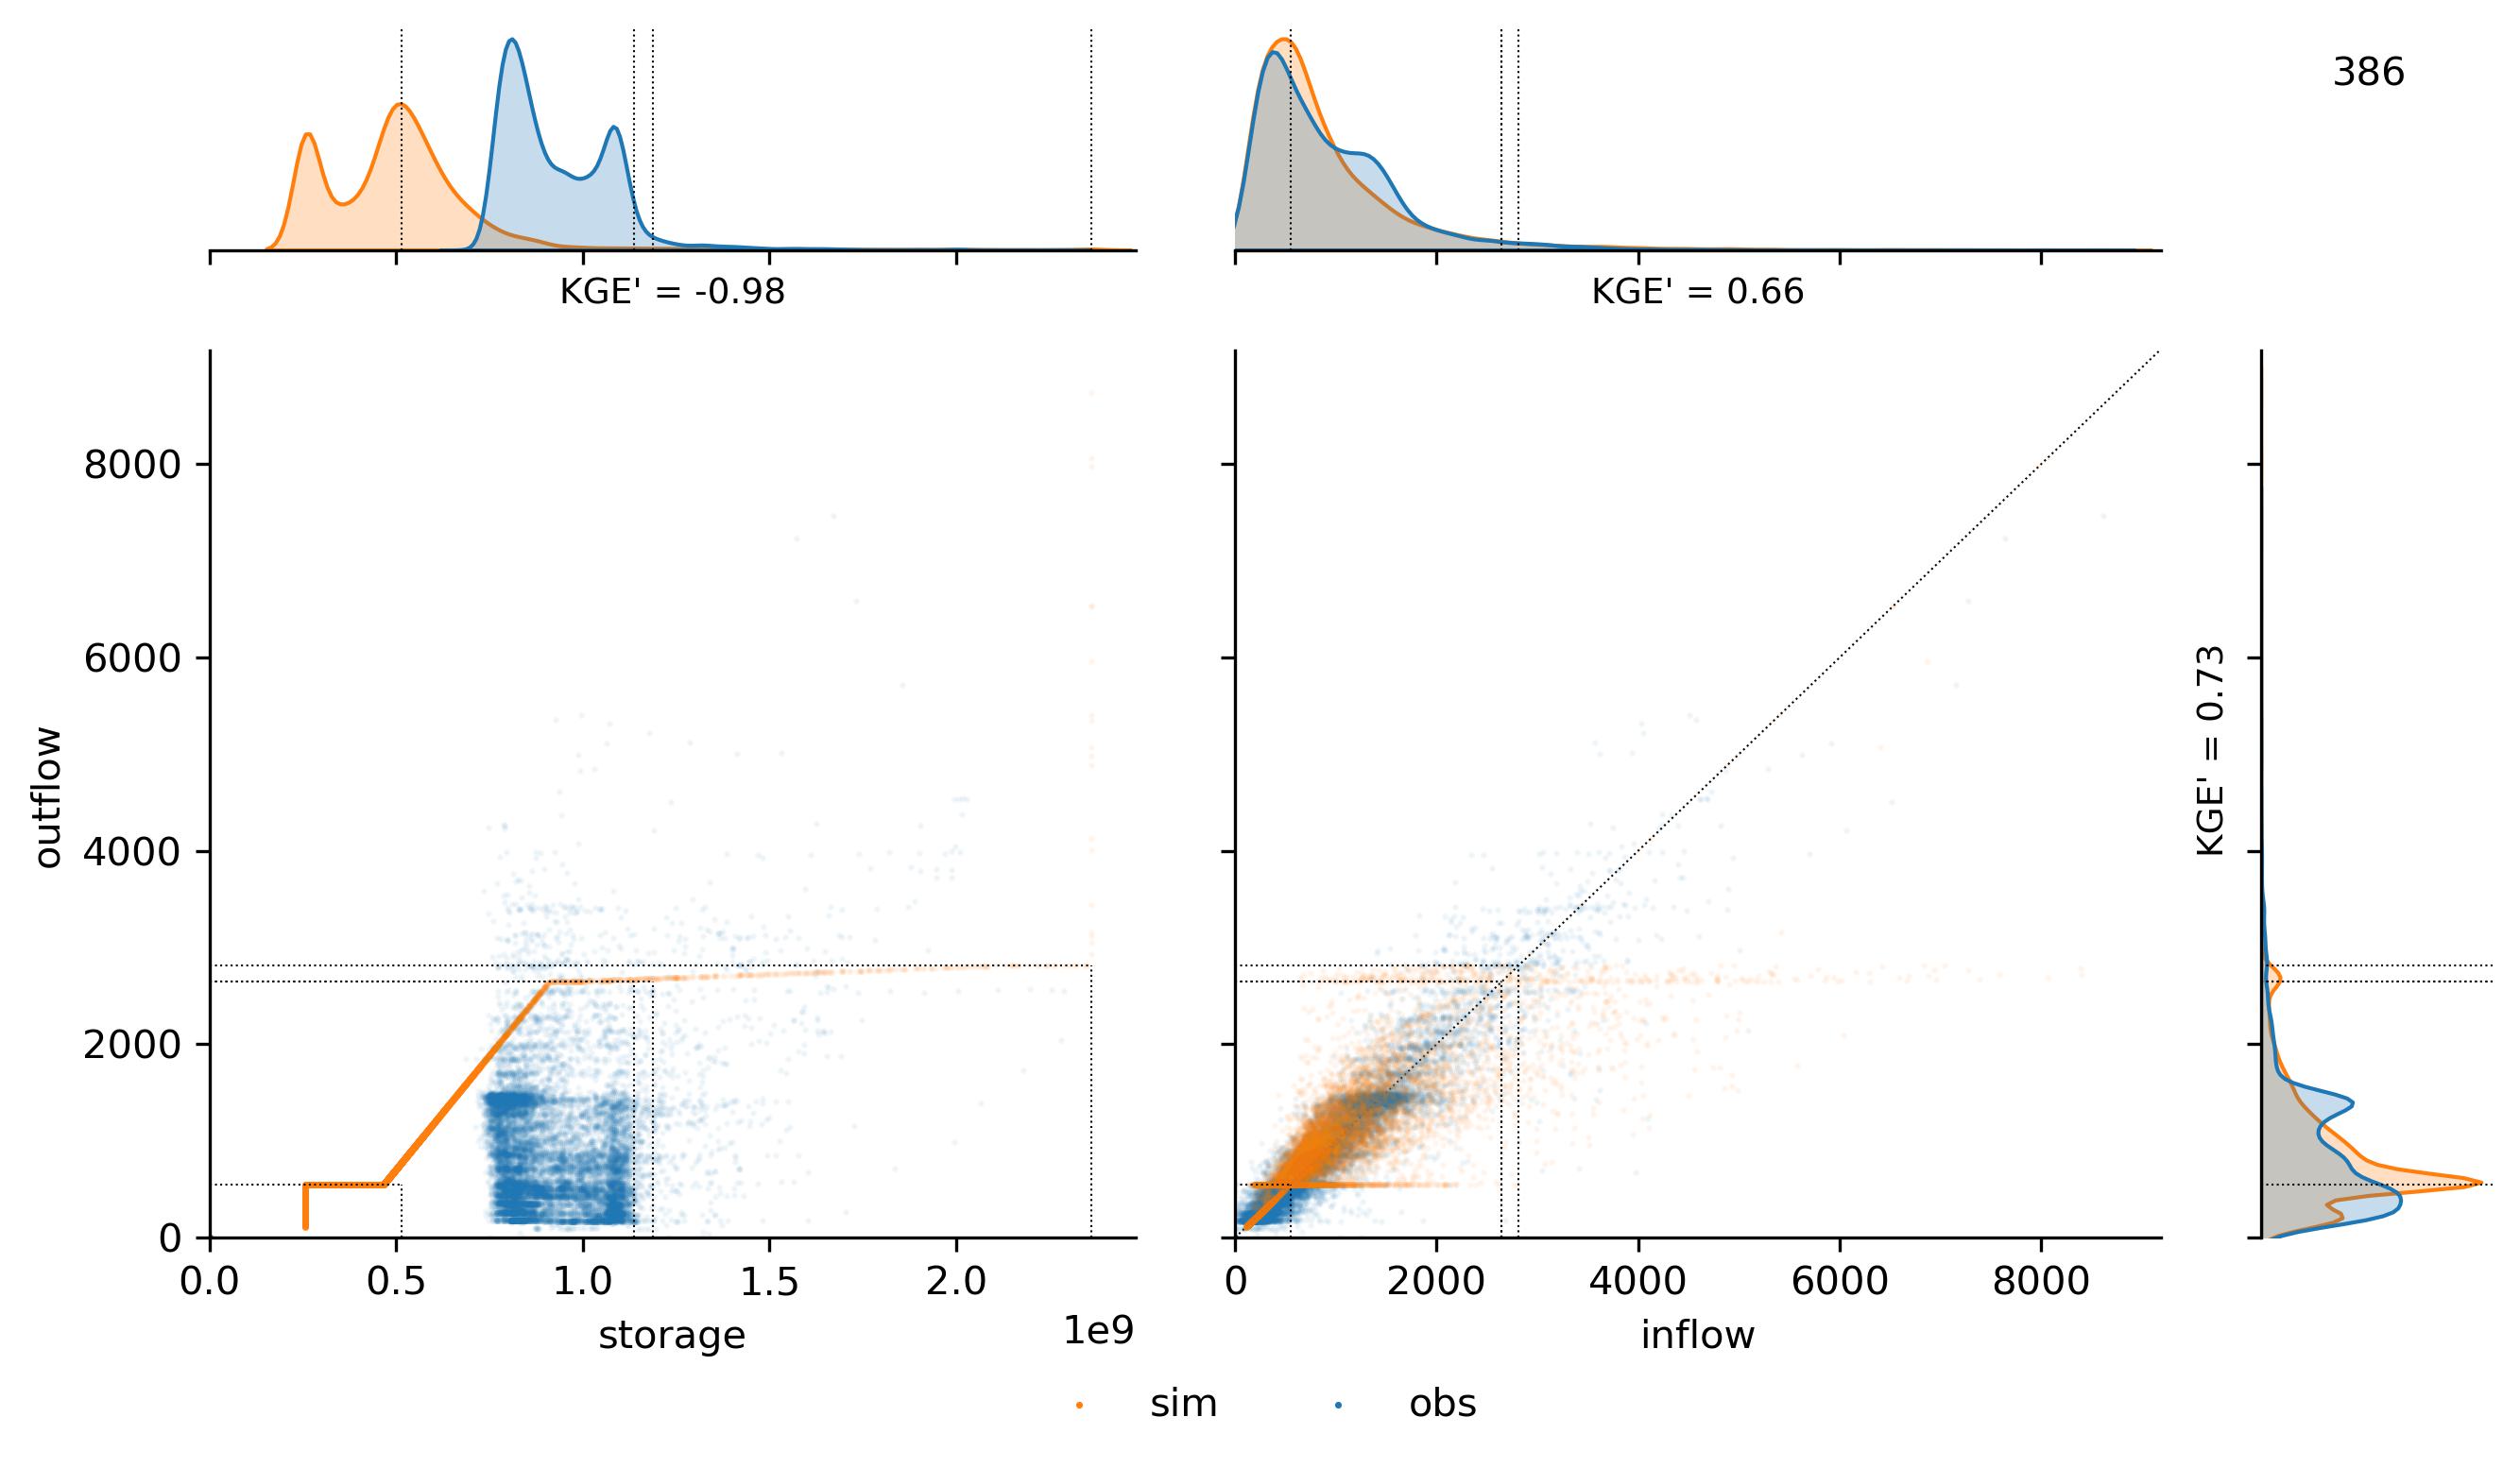 386
KGE' = -0.98
KGE' = 0.66
8000
6000
4000
2000
0
outflow
KGE' = 0.73
0.0 0.5 1.0 1.5 2.0
0 2000 4000 6000 8000
storage
1e9
inflow
sim obs